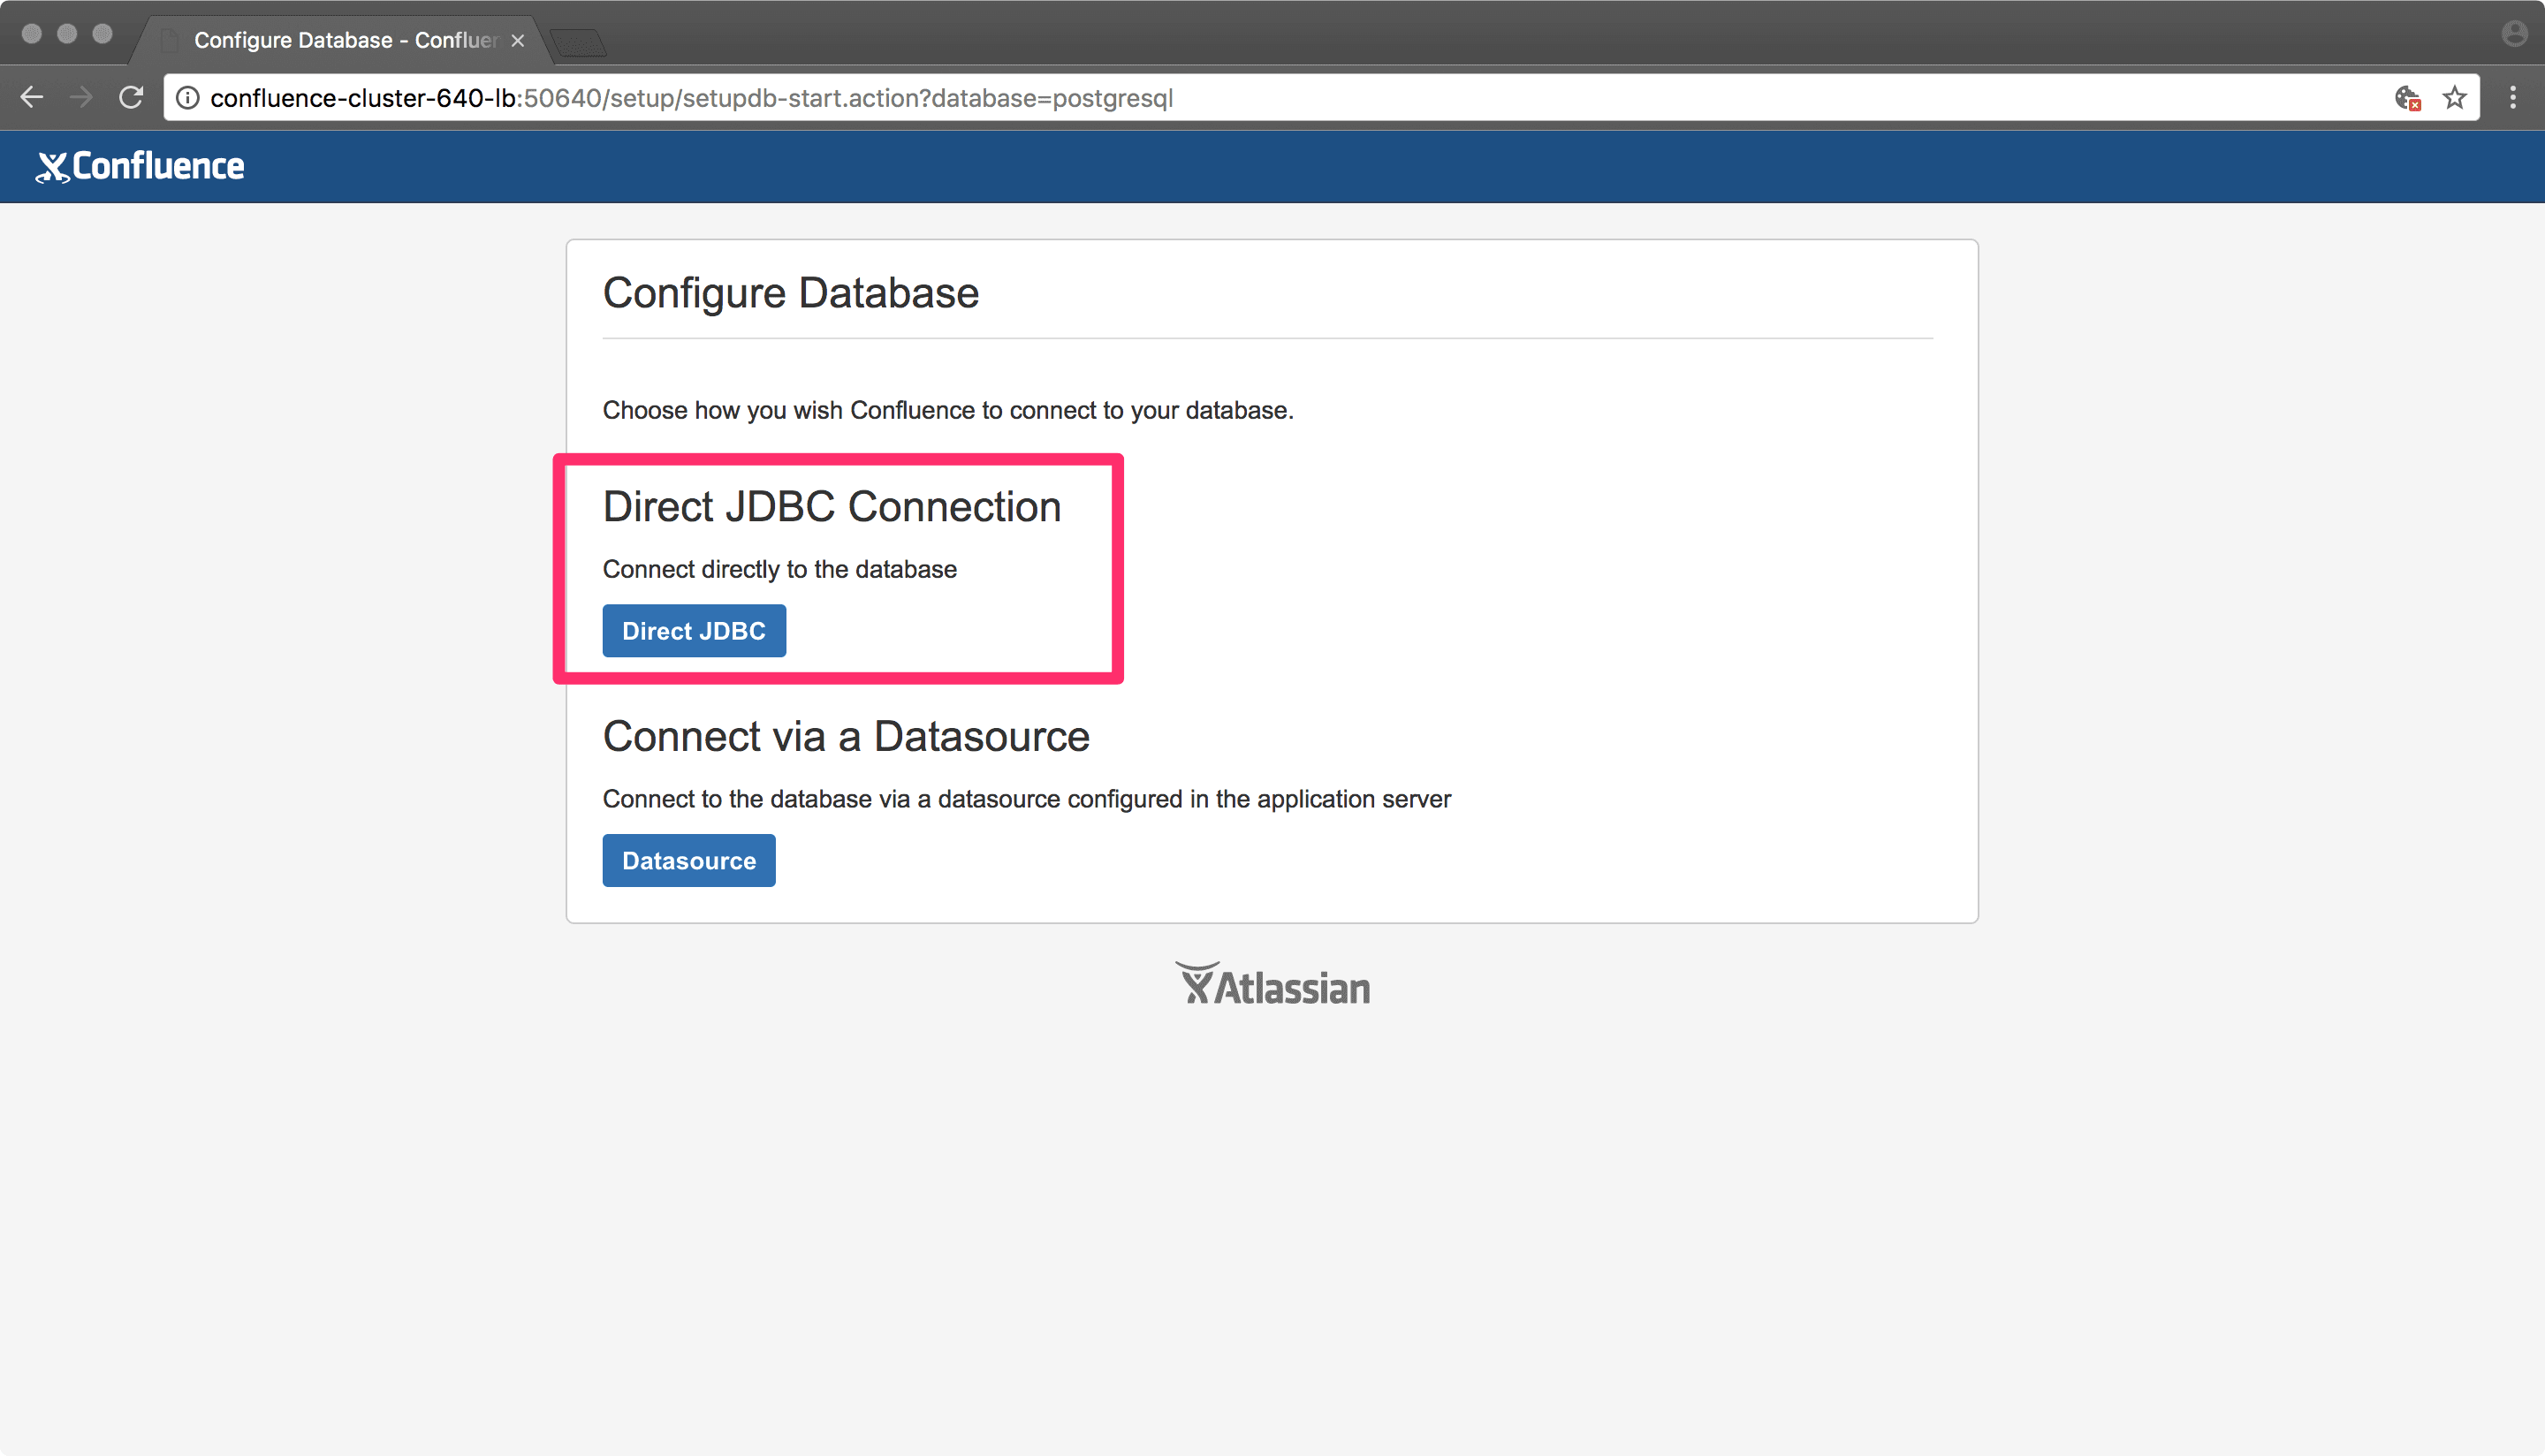 Configure Database - Confluen
confluence-cluster-640-lb:50640/setup/setupdb-start.action?database=postgresql
Confluence
Configure Database
Choose how you wish Confluence to connect to your database.
Direct JDBC Connection
Connect directly to the database
Direct JDBC
Connect via a Datasource
Connect to the database via a datasource configured in the application server
Datasource
Atlassian